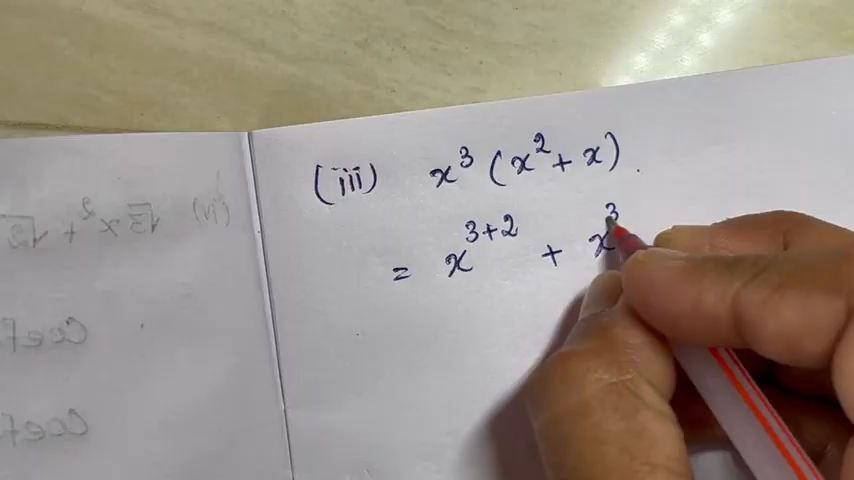 (iii) x³ (x² + x).
= x³⁺² + x³